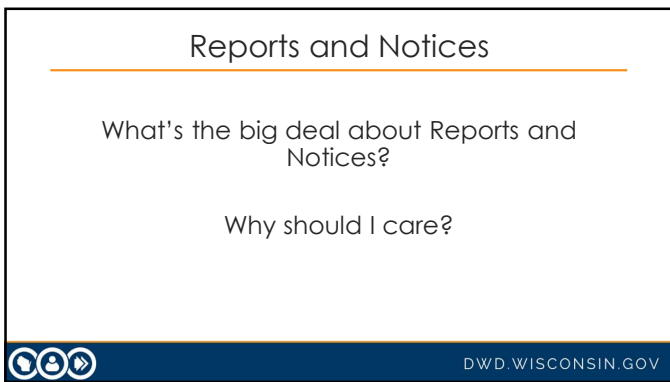 Reports and Notices
What's the big deal about Reports and
Notices?
Why should I care?
DWD.WISCONSIN.GOV